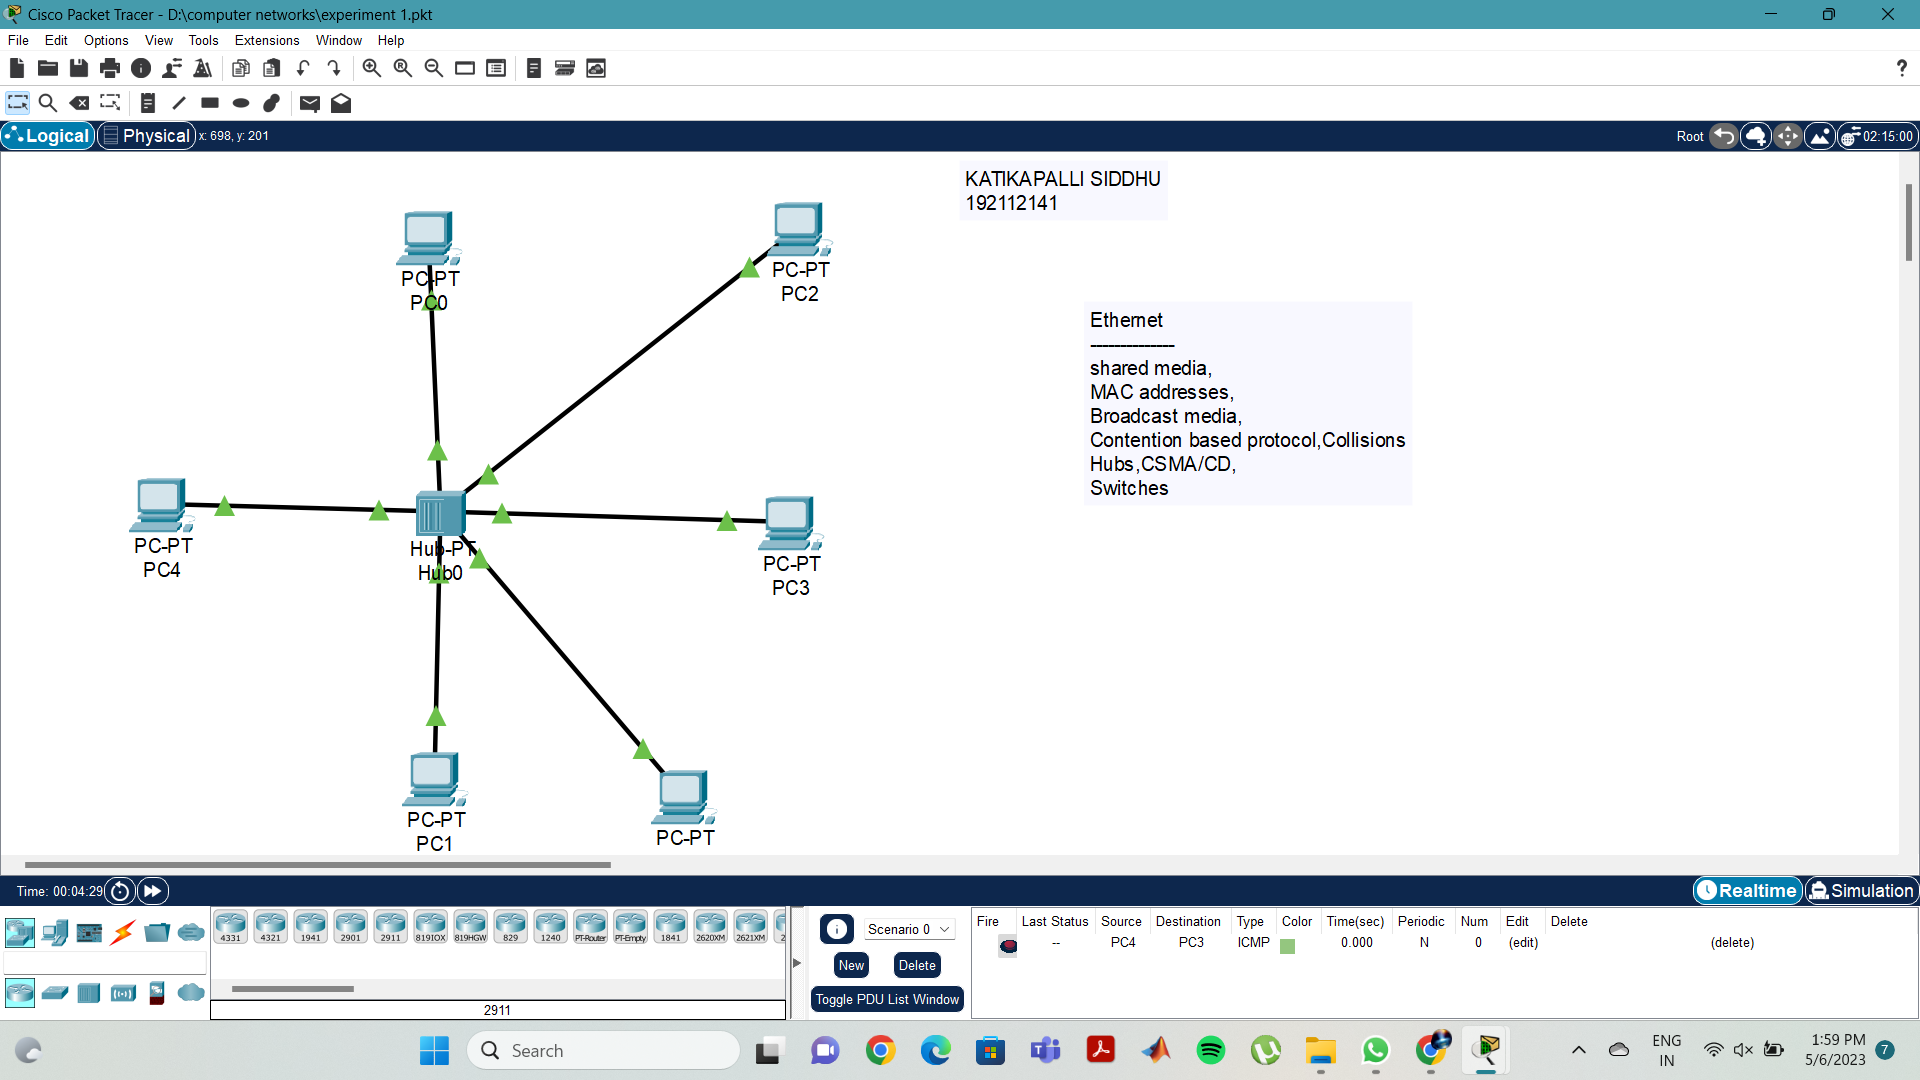 Cisco Packet Tracer - D:\computer networks\experiment 1.pkt
File Edit Options View Tools Extensions Window Help
?
Logical Physical x: 698, y: 201 Root 02:15:00
KATIKAPALLI SIDDHU
192112141
PC-PT
PC0
PC-PT
PC2
Ethernet
--------------
shared media,
MAC addresses,
Broadcast media,
Contention based protocol,Collisions
Hubs,CSMA/CD,
Switches
PC-PT
PC4
Hub-PT
Hub0
PC-PT
PC3
PC-PT
PC1
PC-PT
Time: 00:04:29 Realtime Simulation
4331 4321 1941 2901 2911 819IOX 819HGW 829 1240 PT-Router PT-Empty 1841 2620XM 2621XM 2
2911
Scenario 0
New Delete
Toggle PDU List Window
Fire Last Status Source Destination Type Color Time(sec) Periodic Num Edit Delete
-- PC4 PC3 ICMP 0.000 N 0 (edit) (delete)
Search
ENG
IN
1:59 PM
5/6/2023
7